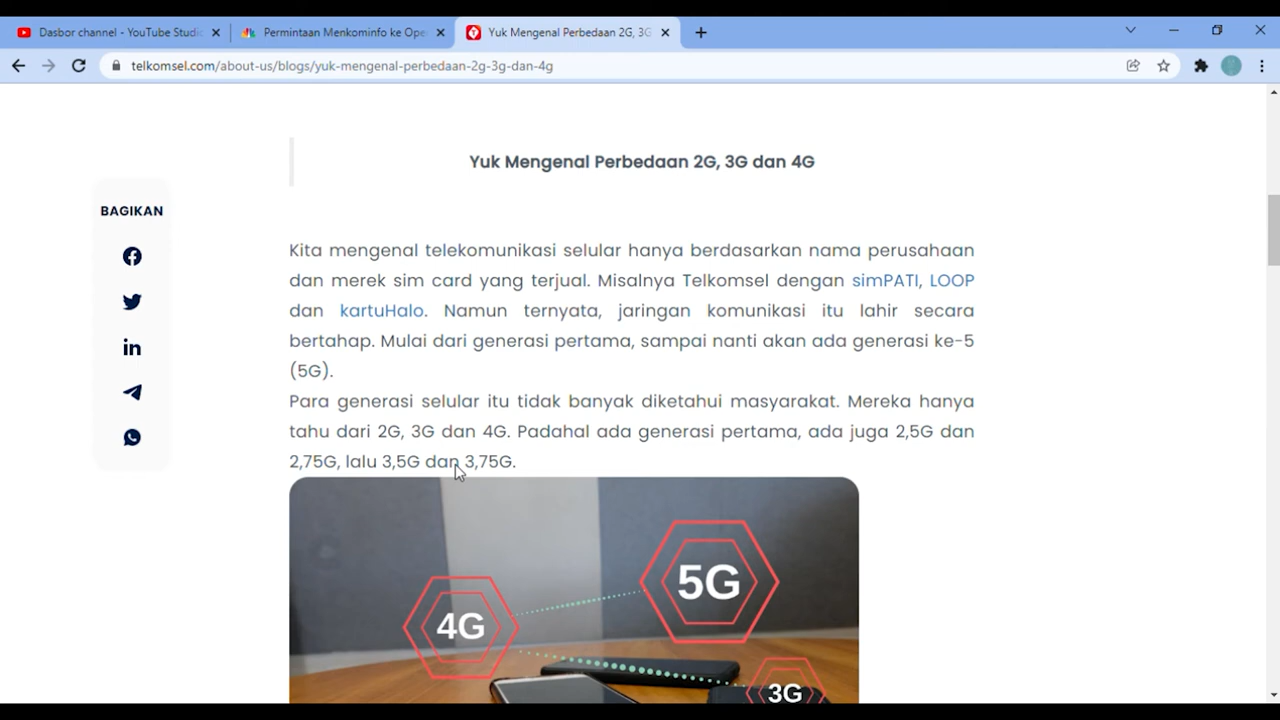 Dasbor channel - YouTube Studio
Permintaan Menkominfo ke Ope
Yuk Mengenal Perbedaan 2G, 3G
telkomsel.com/about-us/blogs/yuk-mengenal-perbedaan-2g-3g-dan-4g
Yuk Mengenal Perbedaan 2G, 3G dan 4G
BAGIKAN
Kita mengenal telekomunikasi selular hanya berdasarkan nama perusahaan
dan merek sim card yang terjual. Misalnya Telkomsel dengan simPATI, LOOP
dan kartuHalo. Namun ternyata, jaringan komunikasi itu lahir secara
bertahap. Mulai dari generasi pertama, sampai nanti akan ada generasi ke-5
(5G).
Para generasi selular itu tidak banyak diketahui masyarakat. Mereka hanya
tahu dari 2G, 3G dan 4G. Padahal ada generasi pertama, ada juga 2,5G dan
2,75G, lalu 3,5G dan 3,75G.
5G
4G
3G